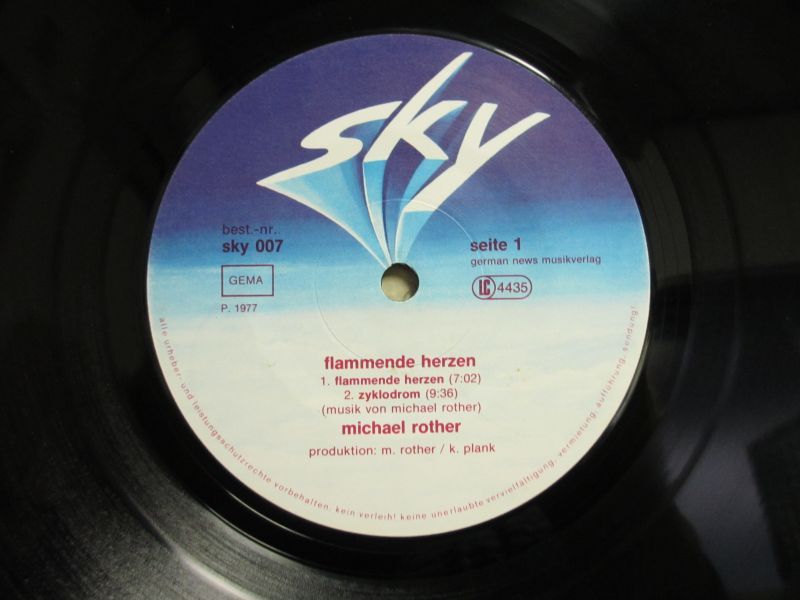 sky
best.-nr.
sky 007
GEMA
P. 1977
seite 1
german news musikverlag
LC 4435
flammende herzen
1. flammende herzen (7:02)
2. zyklodrom (9:36)
(musik von michael rother)
michael rother
produktion: m. rother / k. plank
alle urheber- und leistungsschutzrechte vorbehalten. kein verleih! keine unerlaubte vervielfältigung, vermietung, aufführung, sendung!